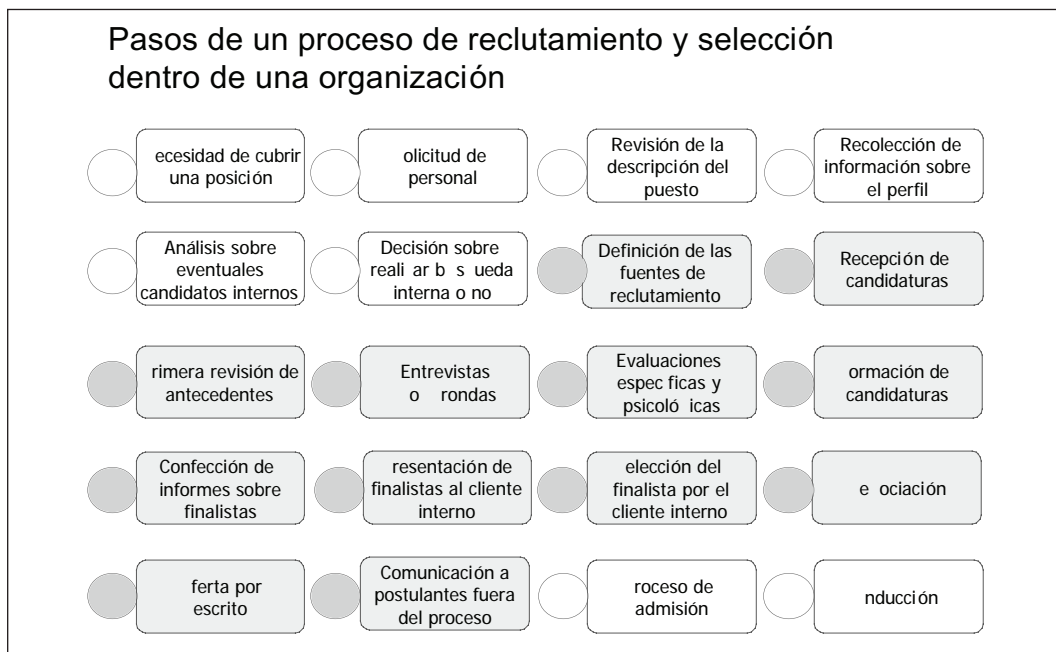 Pasos de un proceso de reclutamiento y selección
dentro de una organización
ecesidad de cubrir
una posición
olicitud de
personal
Revisión de la
descripción del
puesto
Recolección de
información sobre
el perfil
Análisis sobre
eventuales
candidatos internos
Decisión sobre
reali ar b s ueda
interna o no
Definición de las
fuentes de
reclutamiento
Recepción de
candidaturas
rimera revisión de
antecedentes
Entrevistas
o rondas
Evaluaciones
espec ficas y
psicoló icas
ormación de
candidaturas
Confección de
informes sobre
finalistas
resentación de
finalistas al cliente
interno
elección del
finalista por el
cliente interno
e ociación
ferta por
escrito
Comunicación a
postulantes fuera
del proceso
roceso de
admisión
nducción